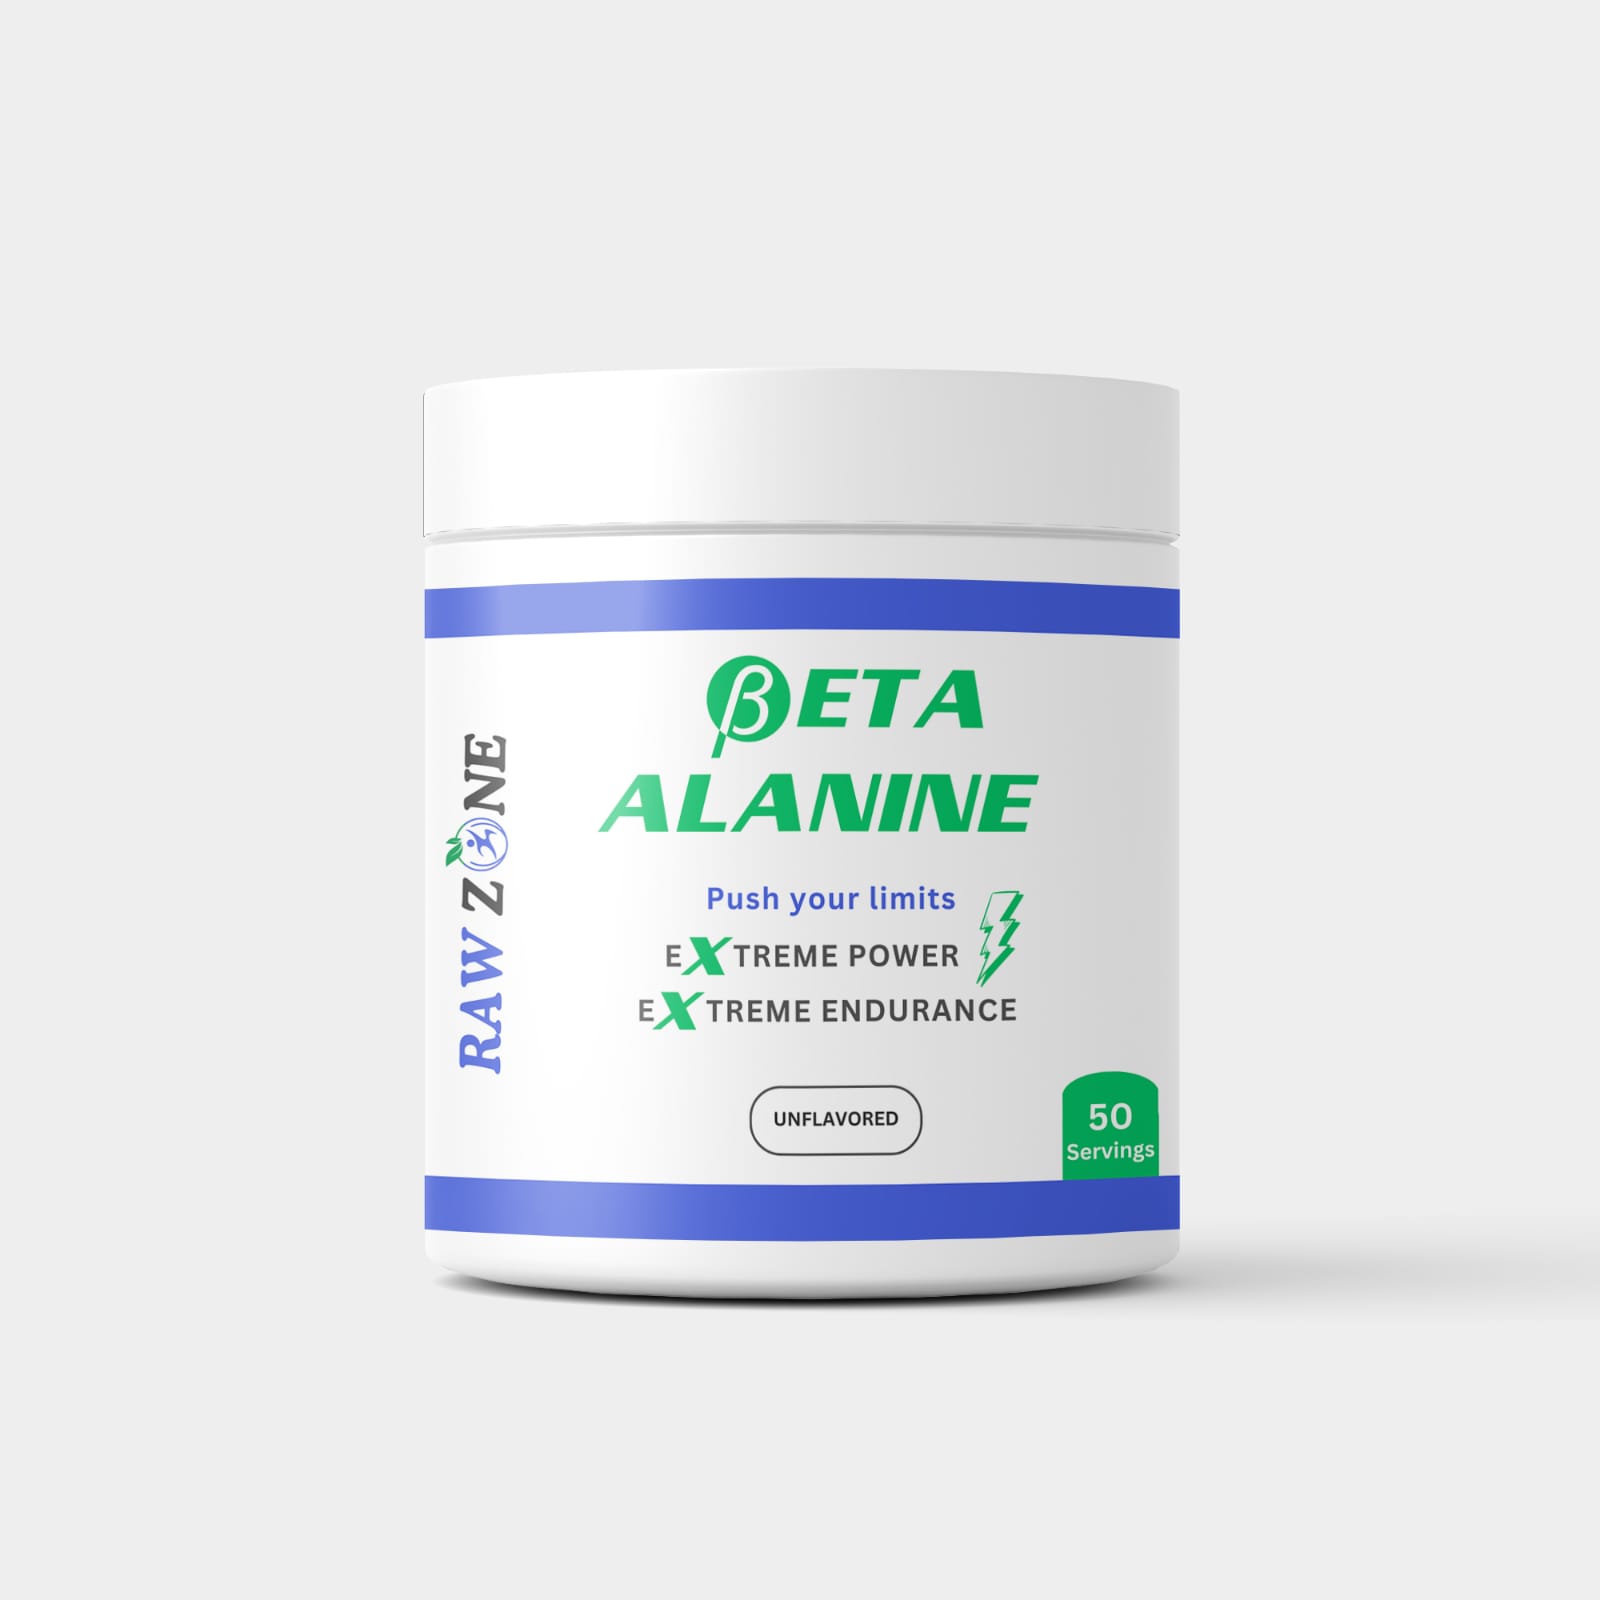 βETA
ALANINE
Push your limits
EXTREME POWER
EXTREME ENDURANCE
UNFLAVORED
50
Servings
RAW ZONE